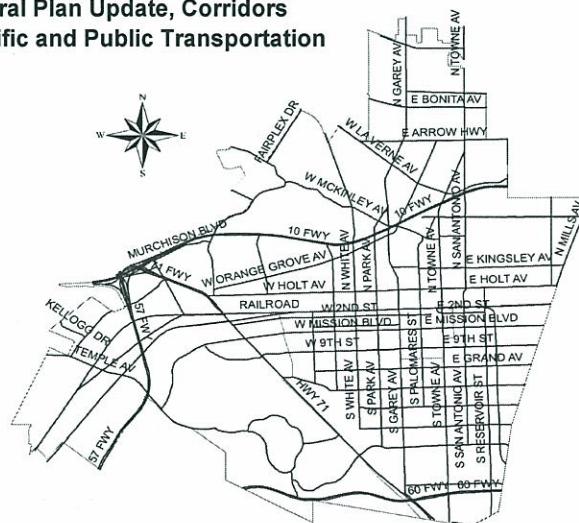 ral Plan Update, Corridors
ific and Public Transportation
N
W E
S
N GAREY AV
N TOWNE AV
E BONITA AV
E ARROW HWY
FAIRPLEX DR
W LA VERNE AV
W MCKINLEY AV
10 FWY
10 FWY
N SAN ANTONIO AV
N MILLS AV
MURCHISON BLVD
71 FWY
W ORANGE GROVE AV
N WHITE AV
N PARK AV
N TOWNE AV
E KINGSLEY AV
W HOLT AV
E HOLT AV
RAILROAD
W 2ND ST
E 2ND ST
W MISSION BLVD
E MISSION BLVD
KELLOGG DR
57 FWY
W 9TH ST
E 9TH ST
TEMPLE AV
E GRAND AV
HWY 71
S WHITE AV
S PARK AV
S GAREY AV
S PALOMARES ST
S TOWNE AV
S SAN ANTONIO AV
S RESERVOIR ST
57 FWY
60 FWY
60 FWY